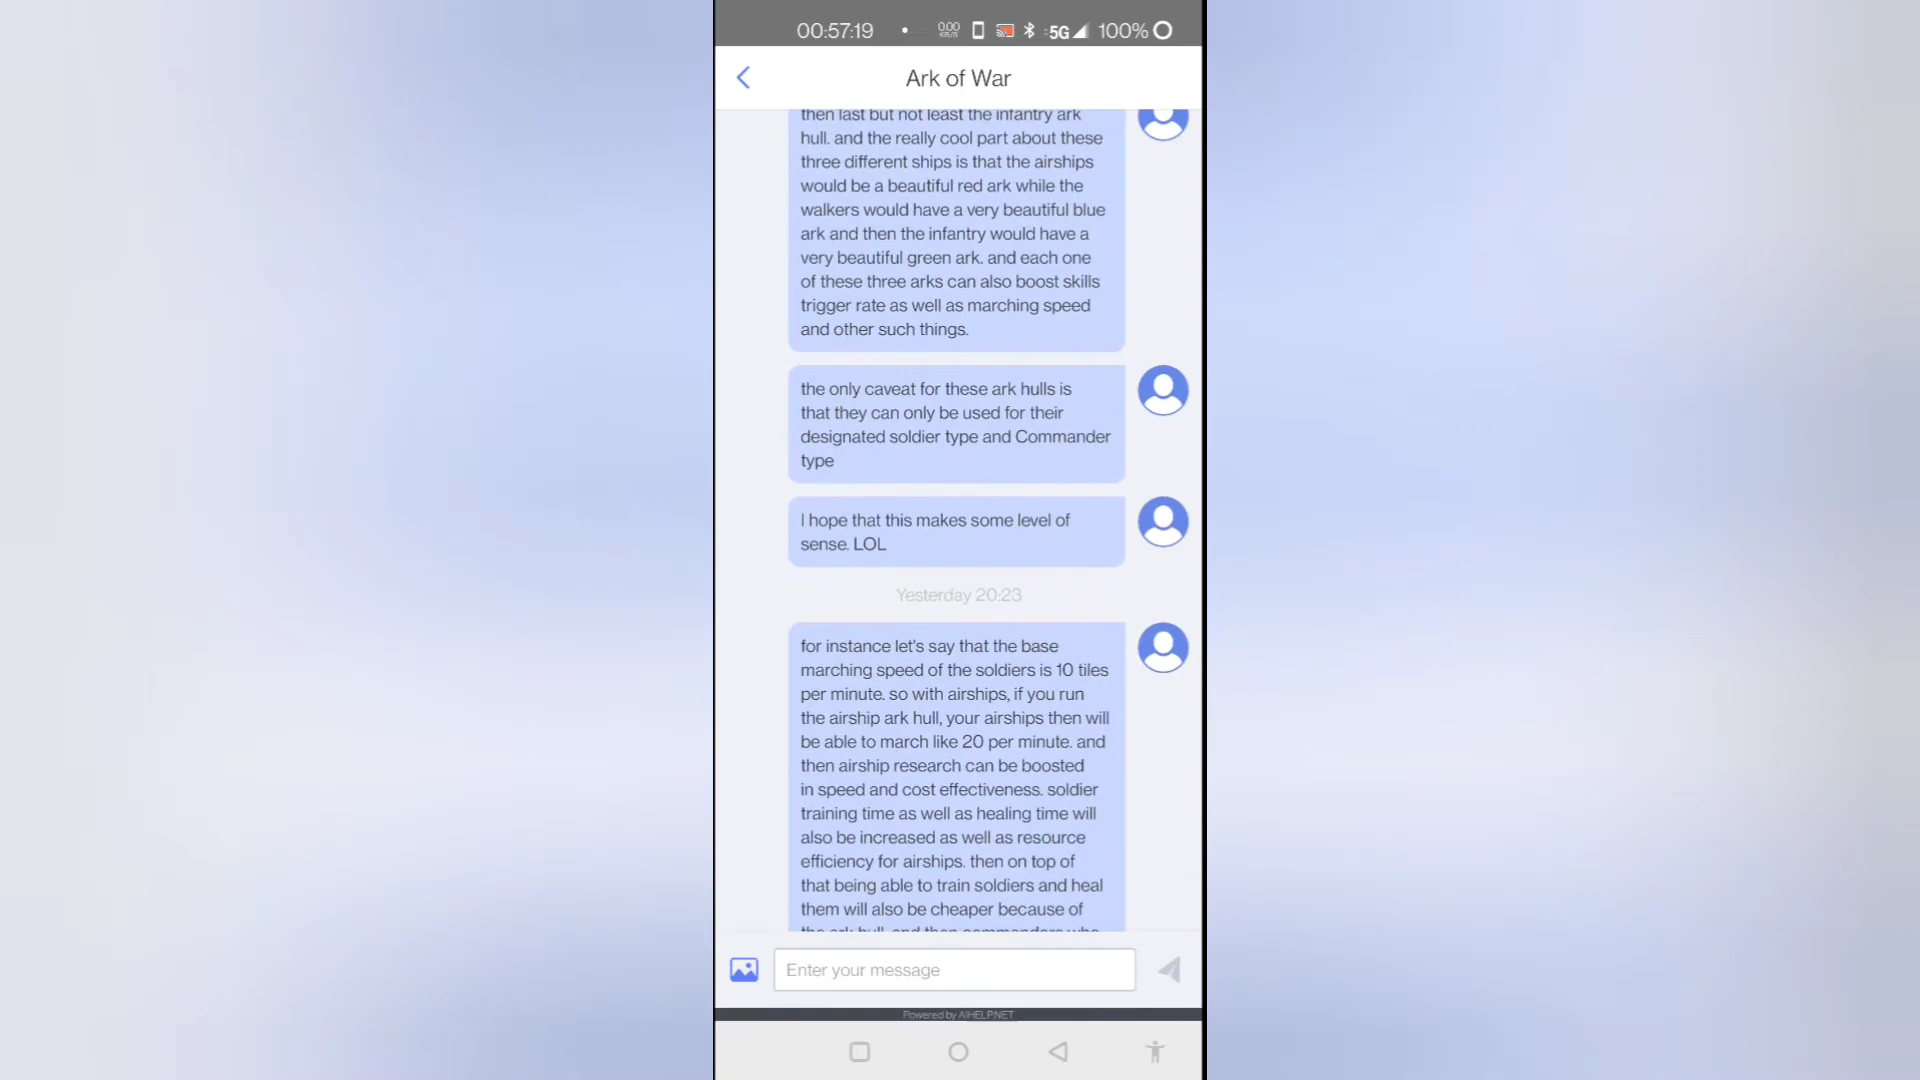 00:57:19
0.00
KB/S
5G
100%
Ark of War
then last but not least the infantry ark
hull. and the really cool part about these
three different ships is that the airships
would be a beautiful red ark while the
walkers would have a very beautiful blue
ark and then the infantry would have a
very beautiful green ark. and each one
of these three arks can also boost skills
trigger rate as well as marching speed
and other such things.
the only caveat for these ark hulls is
that they can only be used for their
designated soldier type and Commander
type
I hope that this makes some level of
sense. LOL
Yesterday 20:23
for instance let's say that the base
marching speed of the soldiers is 10 tiles
per minute. so with airships, if you run
the airship ark hull, your airships then will
be able to march like 20 per minute. and
then airship research can be boosted
in speed and cost effectiveness. soldier
training time as well as healing time will
also be increased as well as resource
efficiency for airships. then on top of
that being able to train soldiers and heal
them will also be cheaper because of
the ark hull. and then commanders who
Enter your message
Powered by AIHELP.NET